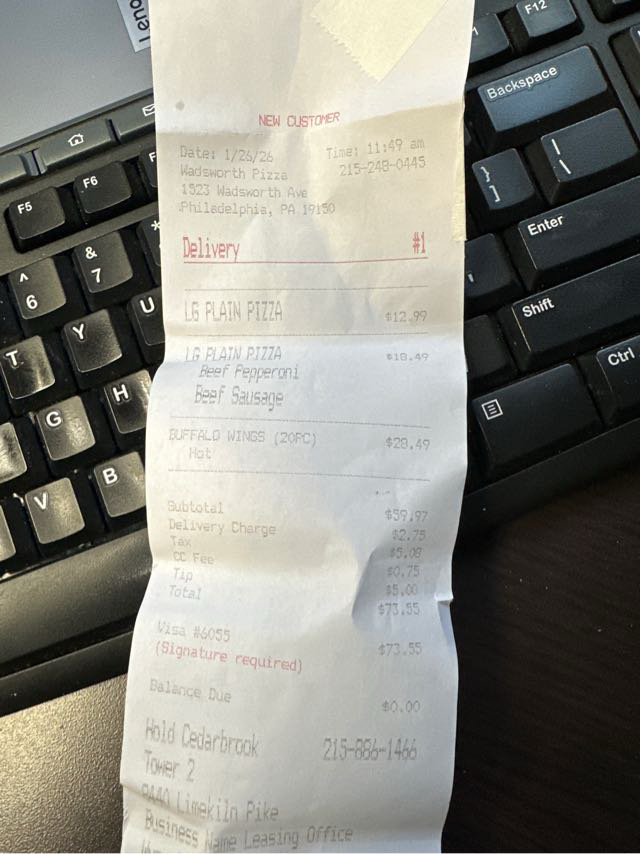 Leno
F12
Backspace
F5
F6
F
^
6
&
7
*
T
Y
U
G
H
V
B
}
]
|
\
Enter
Shift
Ctrl
NEW CUSTOMER
Date: 1/26/26 Time: 11:49 am
Wadsworth Pizza 215-248-0445
1523 Wadsworth Ave
Philadelphia, PA 19150
Delivery #1
LG PLAIN PIZZA $12.99
LG PLAIN PIZZA $18.49
Beef Pepperoni
Beef Sausage
BUFFALO WINGS (20PC) $28.49
Hot
Subtotal $59.97
Delivery Charge $2.75
Tax $5.08
CC Fee $0.75
Tip $5.00
Total $73.55
Visa #6055 $73.55
(Signature required)
Balance Due $0.00
Hold Cedarbrook 215-886-1466
Tower 2
Limekiln Pike
Business Name Leasing Office